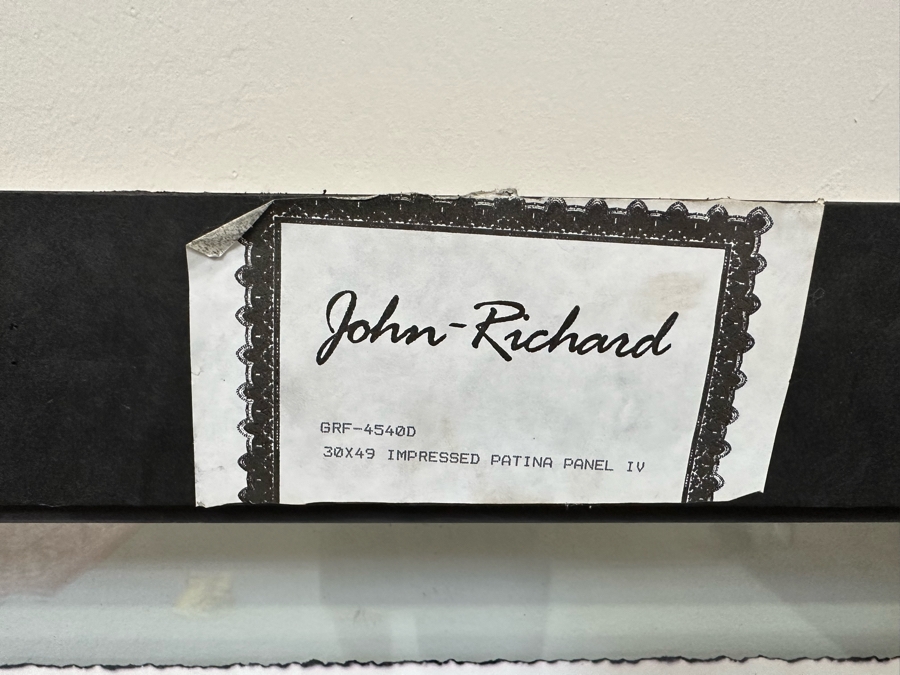 John-Richard
GRF-4540D
30X49 IMPRESSED PATINA PANEL IV